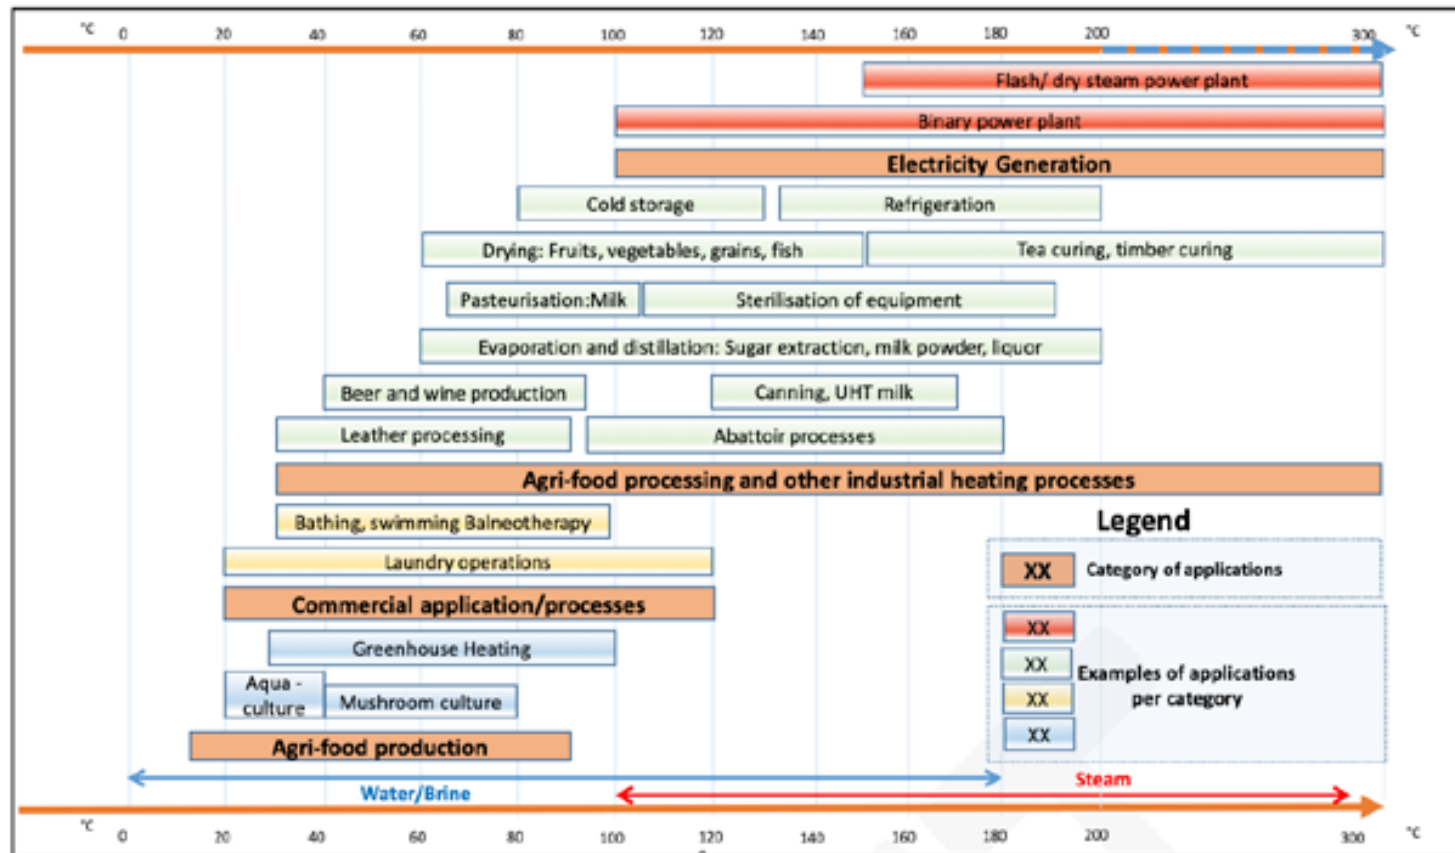 °C 0 20 40 60 80 100 120 140 160 180 200 300 °C
Flash/ dry steam power plant
Binary power plant
Electricity Generation
Cold storage Refrigeration
Drying: Fruits, vegetables, grains, fish Tea curing, timber curing
Pasteurisation:Milk Sterilisation of equipment
Evaporation and distillation: Sugar extraction, milk powder, liquor
Beer and wine production Canning, UHT milk
Leather processing Abattoir processes
Agri-food processing and other industrial heating processes
Bathing, swimming Balneotherapy
Legend
Laundry operations
XX Category of applications
Commercial application/processes
Greenhouse Heating
XX
XX
XX
XX
Examples of applications
per category
Aqua -
culture
Mushroom culture
Agri-food production
Water/Brine
Steam
°C 0 20 40 60 80 100 120 140 160 180 200 300 °C